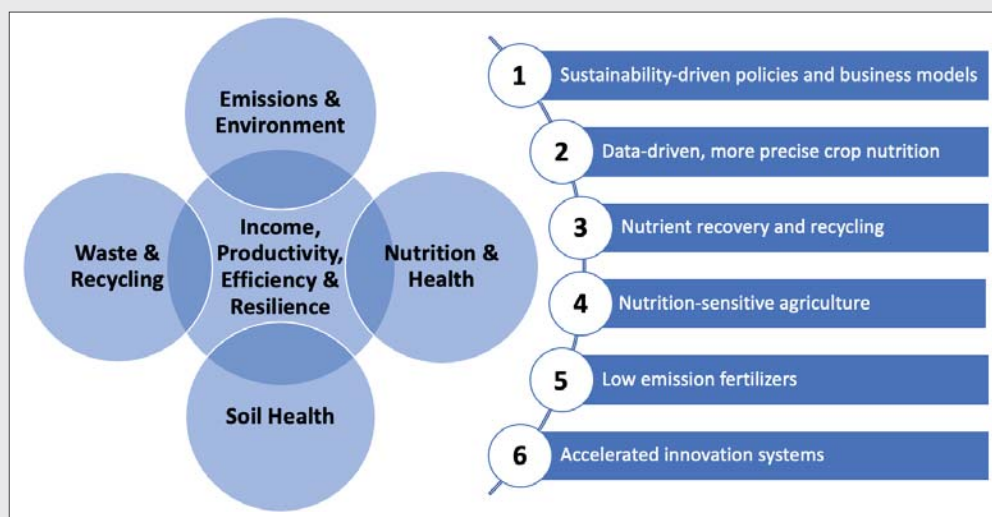 Emissions &
Environment
Waste &
Recycling
Income,
Productivity,
Efficiency &
Resilience
Nutrition &
Health
Soil Health
1 Sustainability-driven policies and business models
2 Data-driven, more precise crop nutrition
3 Nutrient recovery and recycling
4 Nutrition-sensitive agriculture
5 Low emission fertilizers
6 Accelerated innovation systems